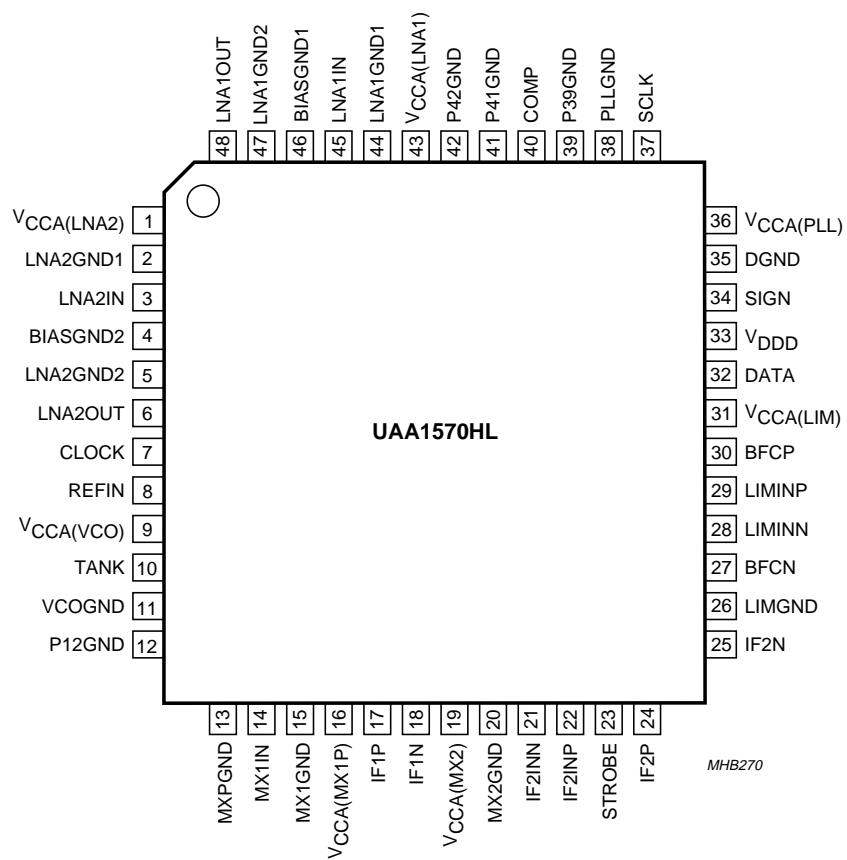 48 LNA1OUT
47 LNA1GND2
46 BIASGND1
45 LNA1IN
44 LNA1GND1
43 VCCA(LNA1)
42 P42GND
41 P41GND
40 COMP
39 P39GND
38 PLLGND
37 SCLK
VCCA(LNA2) 1
LNA2GND1 2
LNA2IN 3
BIASGND2 4
LNA2GND2 5
LNA2OUT 6
CLOCK 7
REFIN 8
VCCA(VCO) 9
TANK 10
VCOGND 11
P12GND 12
UAA1570HL
36 VCCA(PLL)
35 DGND
34 SIGN
33 VDDD
32 DATA
31 VCCA(LIM)
30 BFCP
29 LIMINP
28 LIMINN
27 BFCN
26 LIMGND
25 IF2N
MXPGND 13
MX1IN 14
MX1GND 15
VCCA(MX1P) 16
IF1P 17
IF1N 18
VCCA(MX2) 19
MX2GND 20
IF2INN 21
IF2INP 22
STROBE 23
IF2P 24
MHB270